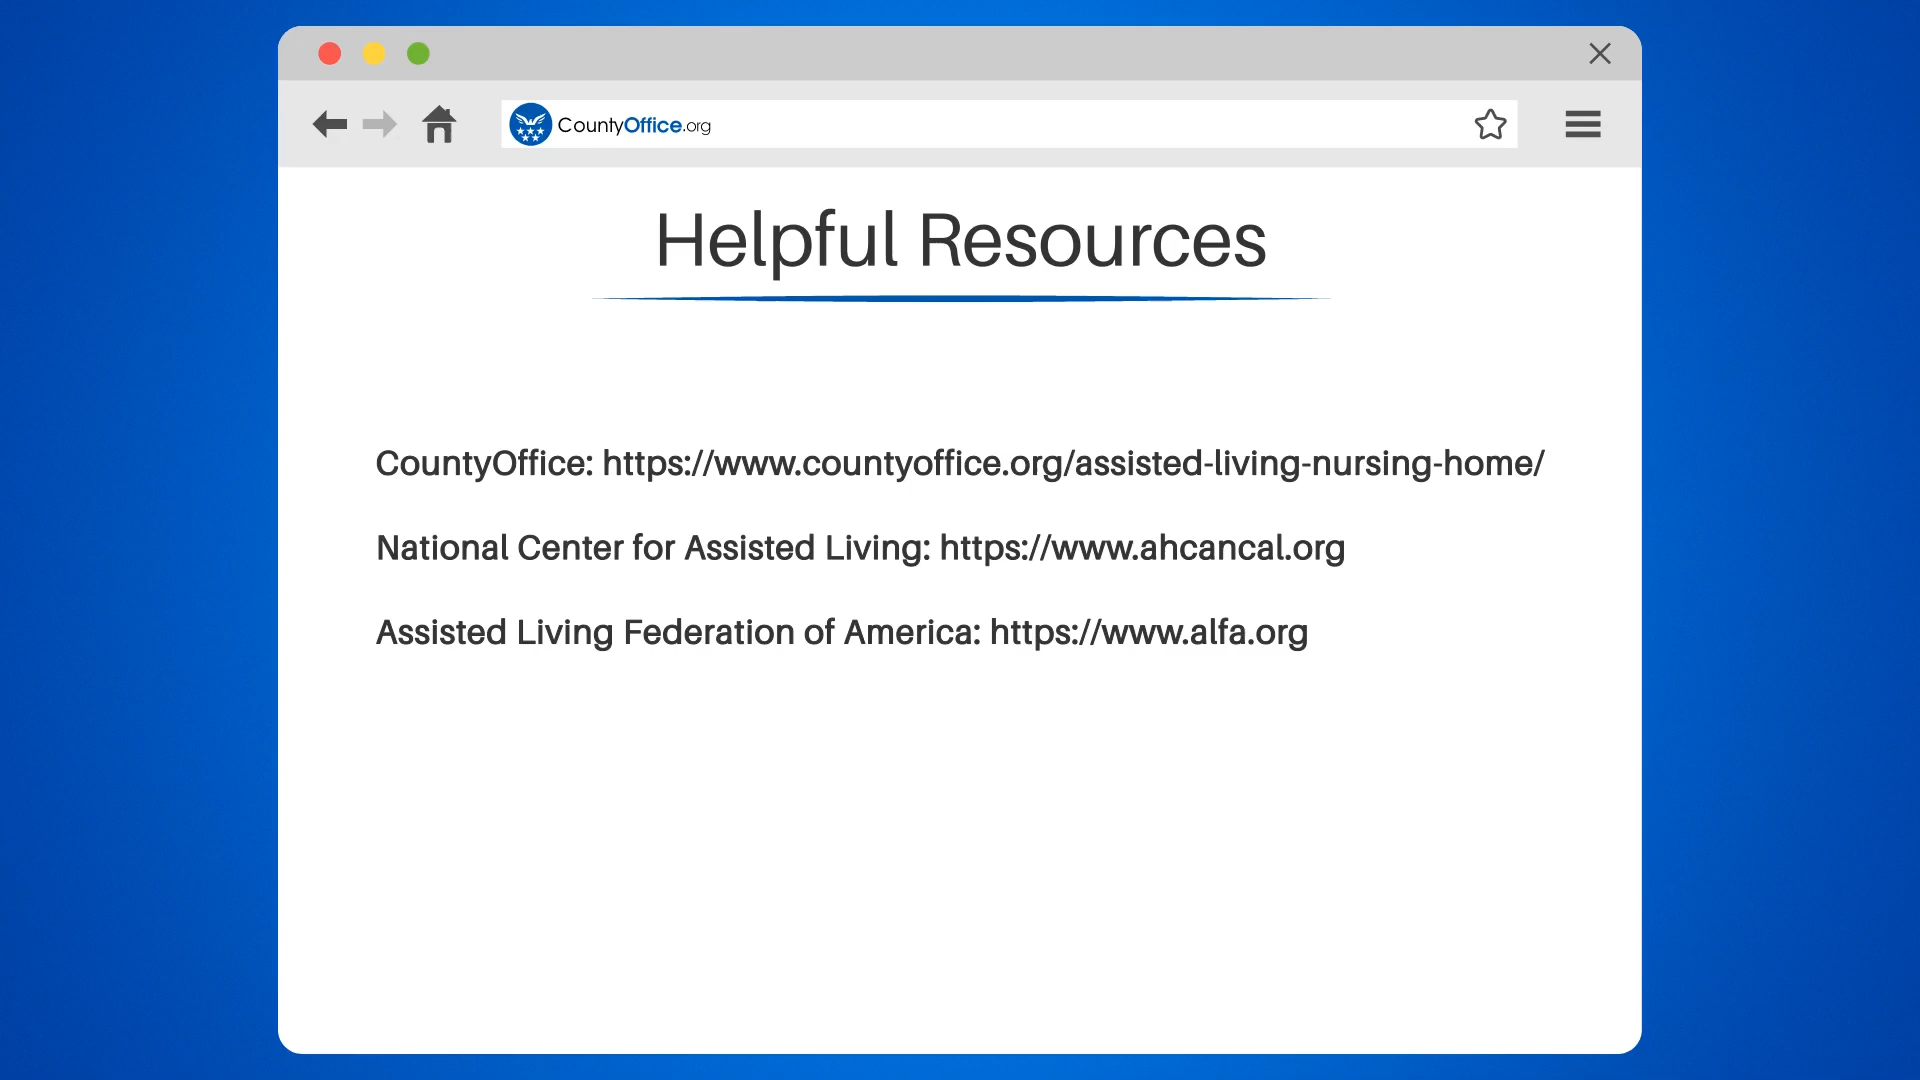 CountyOffice.org
Helpful Resources
CountyOffice: https://www.countyoffice.org/assisted-living-nursing-home/
National Center for Assisted Living: https://www.ahcancal.org
Assisted Living Federation of America: https://www.alfa.org